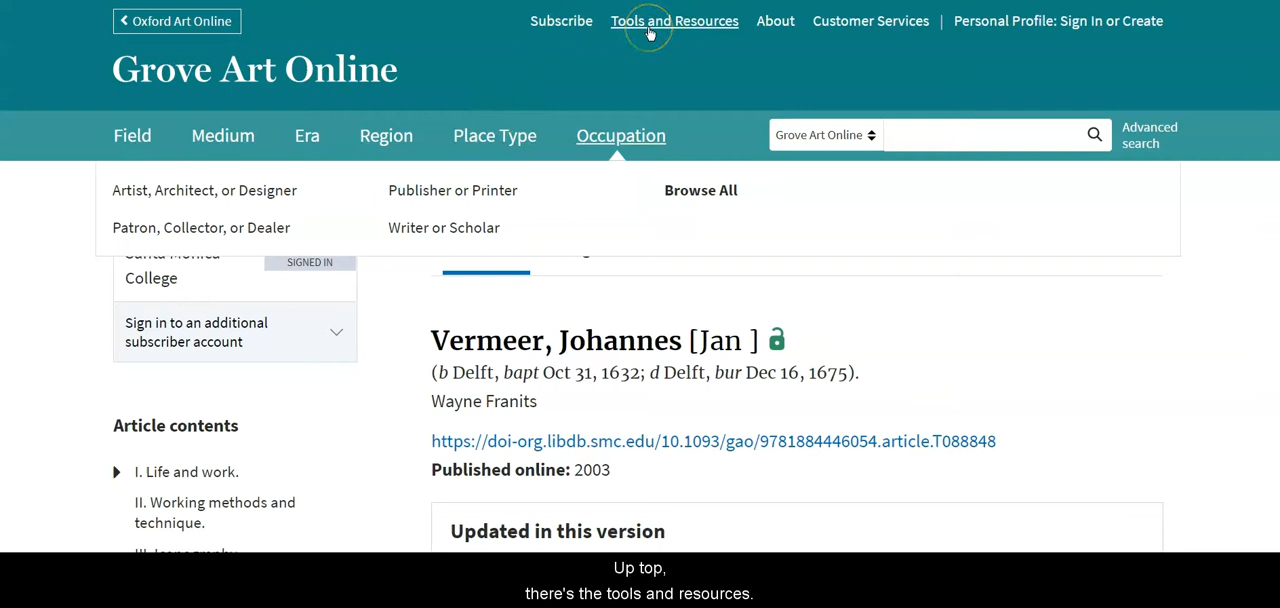 Oxford Art Online
Subscribe Tools and Resources About Customer Services | Personal Profile: Sign In or Create
Grove Art Online
Field Medium Era Region Place Type Occupation
Grove Art Online
Advanced search
Artist, Architect, or Designer
Publisher or Printer
Browse All
Patron, Collector, or Dealer
Writer or Scholar
Santa Monica
College
SIGNED IN
Sign in to an additional
subscriber account
Article contents
I. Life and work.
II. Working methods and
technique.
III. Iconography
Vermeer, Johannes [Jan ]
(b Delft, bapt Oct 31, 1632; d Delft, bur Dec 16, 1675).
Wayne Franits
https://doi-org.libdb.smc.edu/10.1093/gao/9781884446054.article.T088848
Published online: 2003
Updated in this version
Up top,
there's the tools and resources.